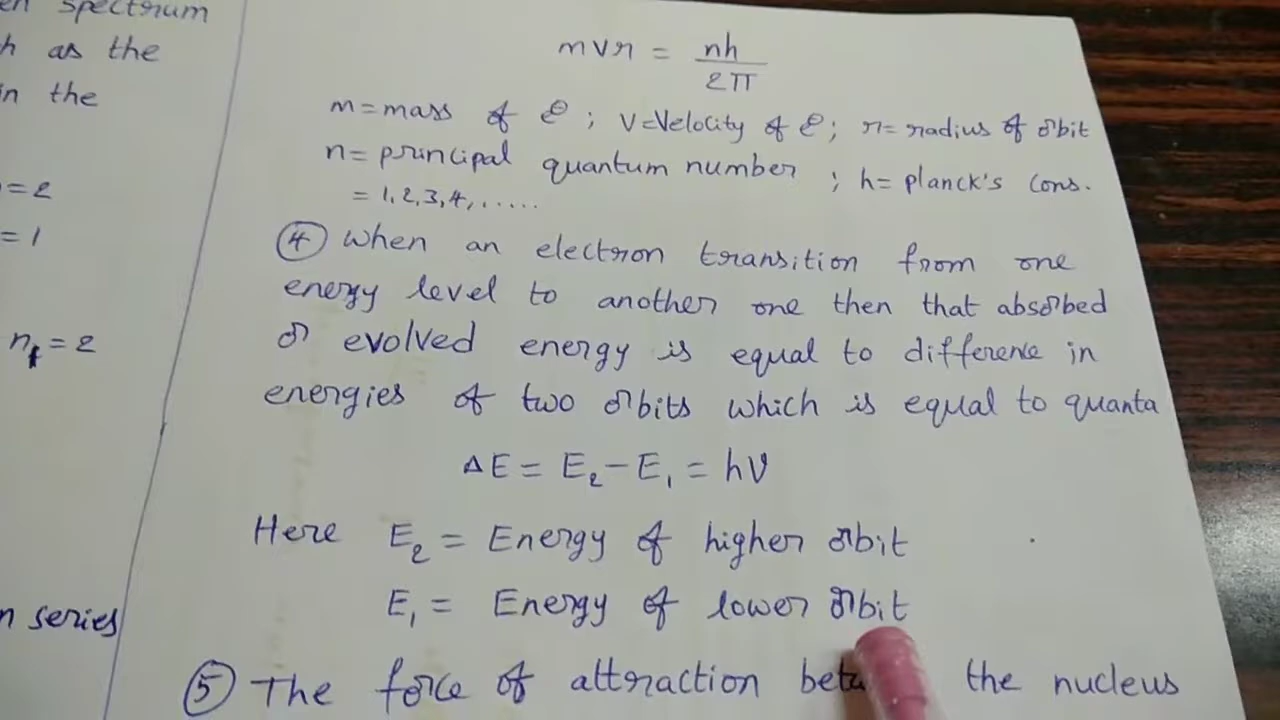 en spectrum
h as the
in the
=2
=1
n_f=2
n series
mvr = nh/2π
m=mass of e⊖; v=velocity of e⊖; r=radius of orbit
n=principal quantum number ; h=planck's cons.
=1,2,3,4,.....
④ when an electron transition from one
energy level to another one then that absorbed
or evolved energy is equal to difference in
energies of two orbits which is equal to quanta
ΔE = E₂-E₁ = hν
Here E₂ = Energy of higher orbit
E₁ = Energy of lower orbit
⑤ The force of attraction the nucleus